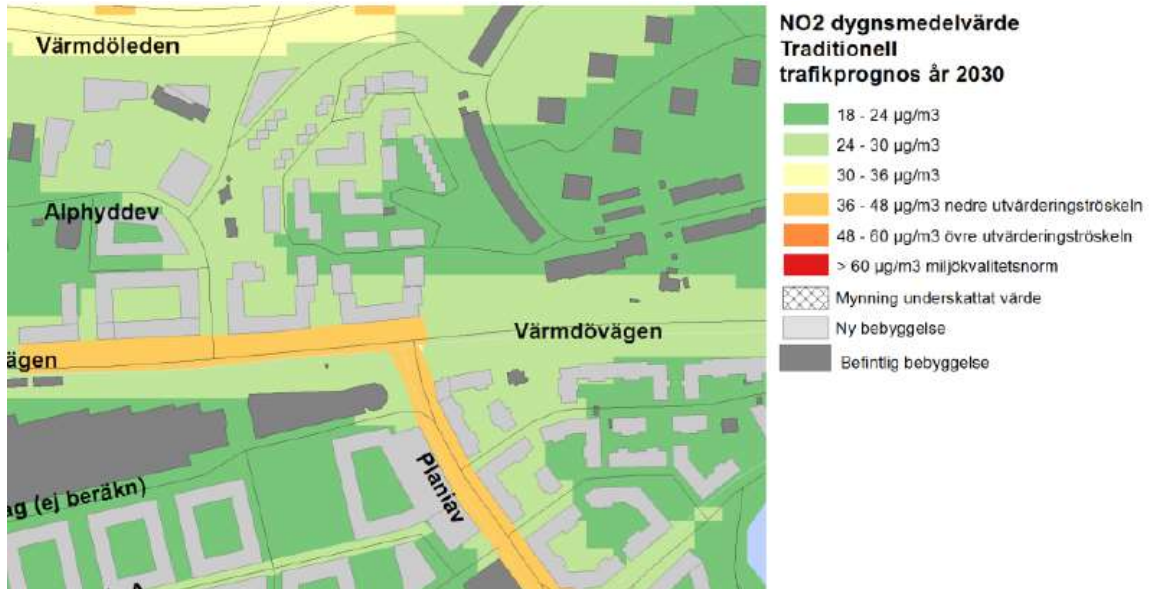 Värmdöleden
Alphyddev
Värmdövägen
ägen
Planiav
ag (ej beräkn)
NO2 dygnsmedelvärde
Traditionell
trafikprognos år 2030
18 - 24 µg/m3
24 - 30 µg/m3
30 - 36 µg/m3
36 - 48 µg/m3 nedre utvärderingströskeln
48 - 60 µg/m3 övre utvärderingströskeln
> 60 µg/m3 miljökvalitetsnorm
Mynning underskattat värde
Ny bebyggelse
Befintlig bebyggelse